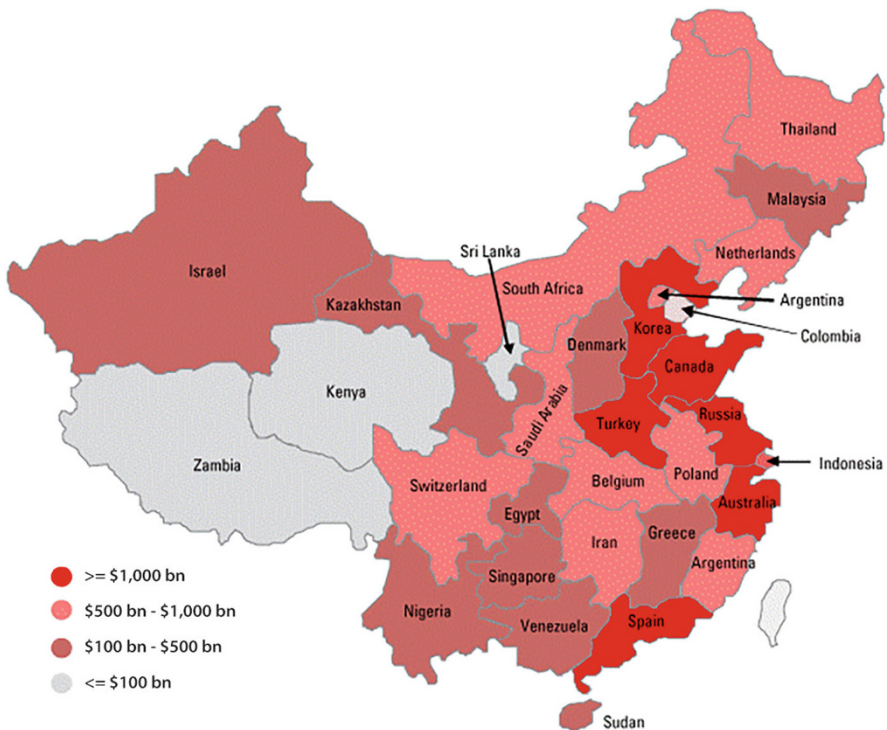 Thailand
Malaysia
Netherlands
Sri Lanka
Israel
South Africa
Kazakhstan
Argentina
Korea
Colombia
Denmark
Canada
Kenya
Saudi Arabia
Turkey
Russia
Zambia
Switzerland
Belgium
Poland
Indonesia
Egypt
Australia
Greece
Iran
Argentina
Singapore
Nigeria
Venezuela
Spain
Sudan
>= $1,000 bn
$500 bn - $1,000 bn
$100 bn - $500 bn
<= $100 bn